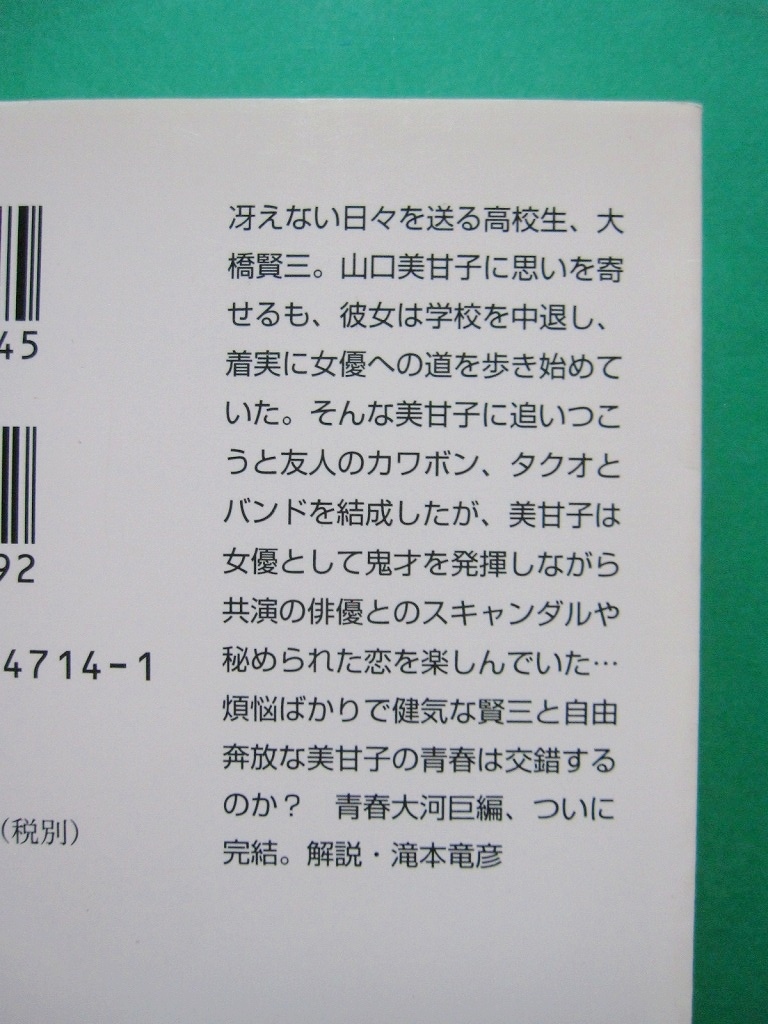 45
92
4714-1
(税別)
冴えない日々を送る高校生、大
橋賢三。山口美甘子に思いを寄
せるも、彼女は学校を中退し、
着実に女優への道を歩き始めて
いた。そんな美甘子に追いつこ
うと友人のカワボン、タクオと
バンドを結成したが、美甘子は
女優として鬼才を発揮しながら
共演の俳優とのスキャンダルや
秘められた恋を楽しんでいた…
煩悩ばかりで健気な賢三と自由
奔放な美甘子の青春は交錯する
のか？　青春大河巨編、ついに
完結。解説・滝本竜彦